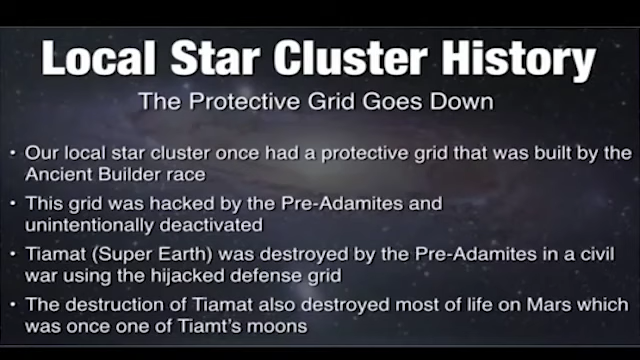 Local Star Cluster History
The Protective Grid Goes Down
• Our local star cluster once had a protective grid that was built by the
Ancient Builder race
• This grid was hacked by the Pre-Adamites and
unintentionally deactivated
• Tiamat (Super Earth) was destroyed by the Pre-Adamites in a civil
war using the hijacked defense grid
• The destruction of Tiamat also destroyed most of life on Mars which
was once one of Tiamt's moons